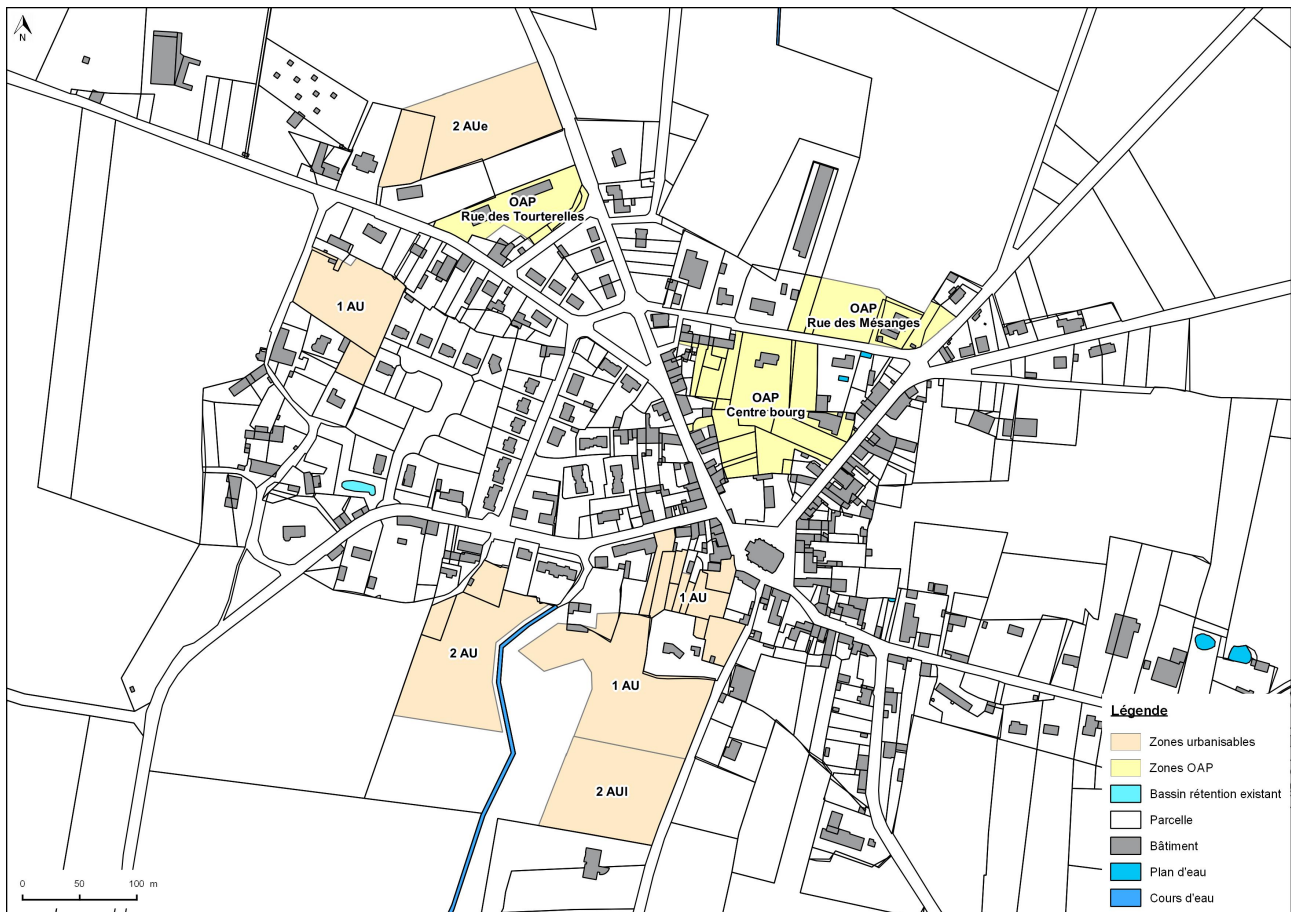 N
2 AUe
OAP
Rue des Tourterelles
1 AU
OAP
Rue des Mésanges
OAP
Centre bourg
1 AU
2 AU
1 AU
2 AUl
Légende
Zones urbanisables
Zones OAP
Bassin rétention existant
Parcelle
Bâtiment
Plan d'eau
Cours d'eau
0 50 100 m